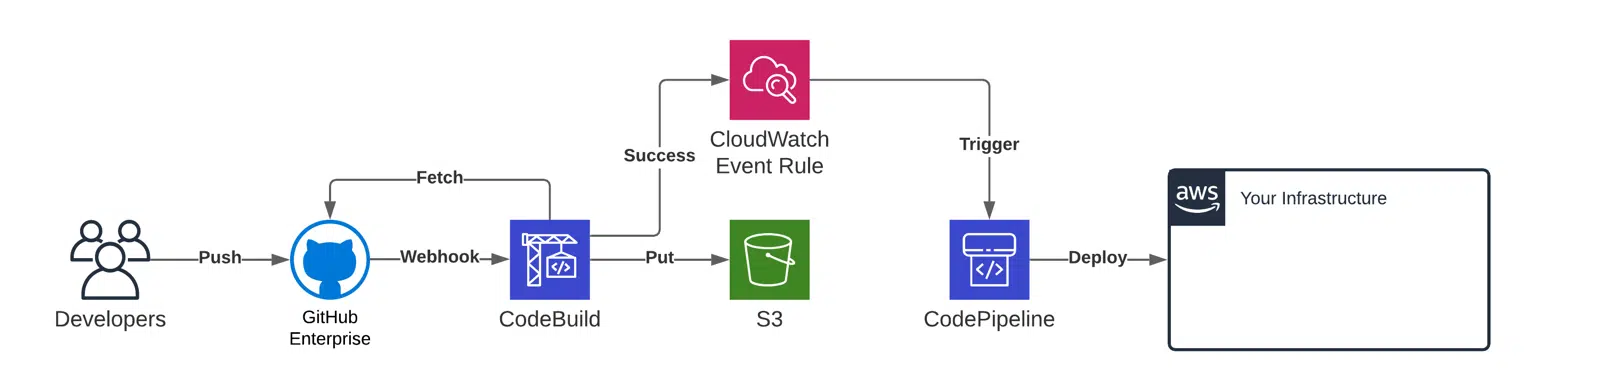 CloudWatch
Event Rule
Success
Trigger
Fetch
aws
Your Infrastructure
Push
Webhook
Put
Deploy
</>
</>
Developers
GitHub
Enterprise
CodeBuild
S3
CodePipeline